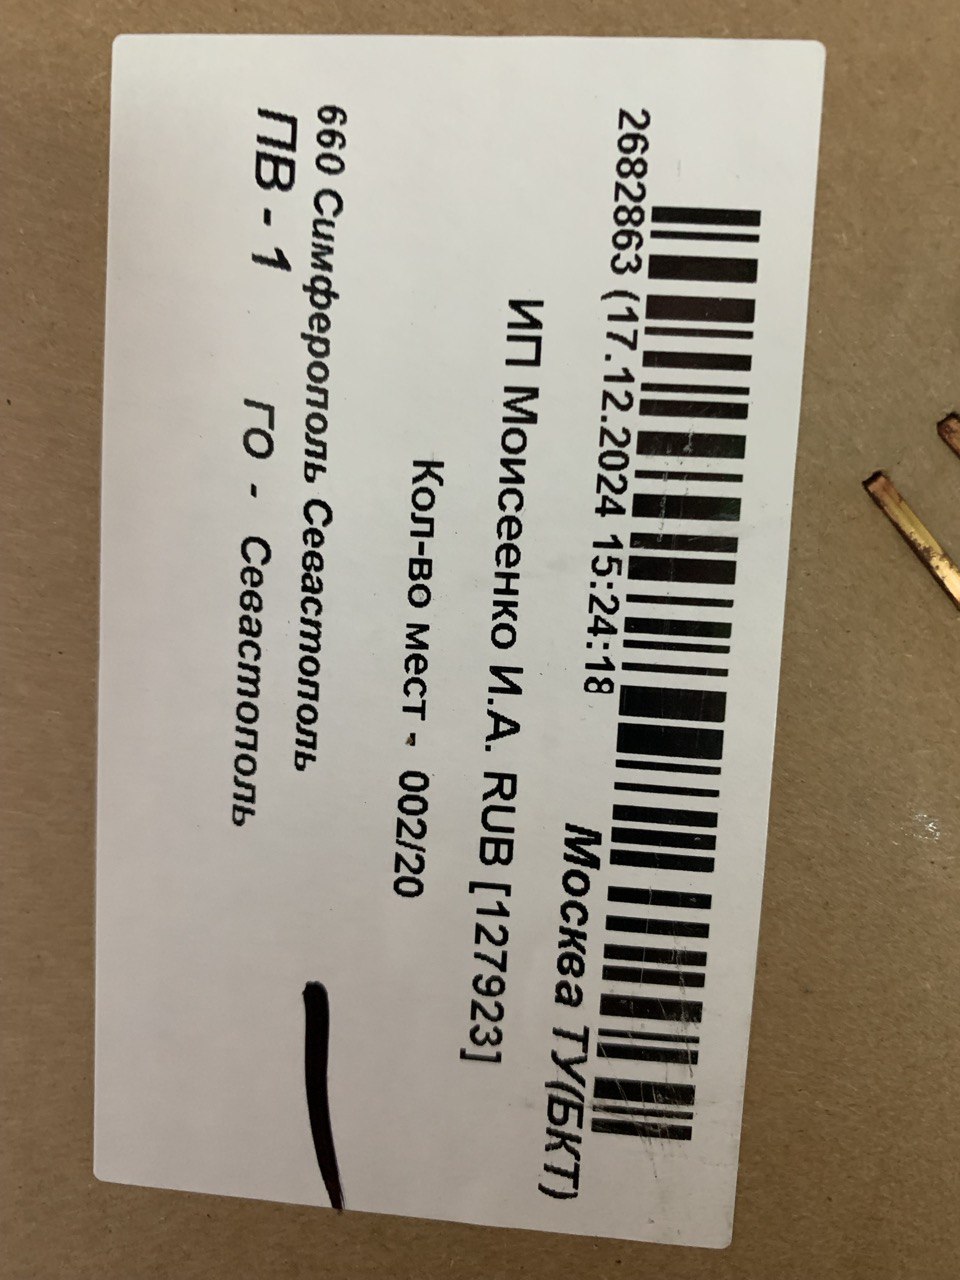 2682863 (17.12.2024 15:24:18
Москва ТУ(БКТ)
ИП Моисеенко И.А. RUB [127923]
Кол-во мест - 002/20
660 Симферополь Севастополь
ПВ - 1 ГО - Севастополь